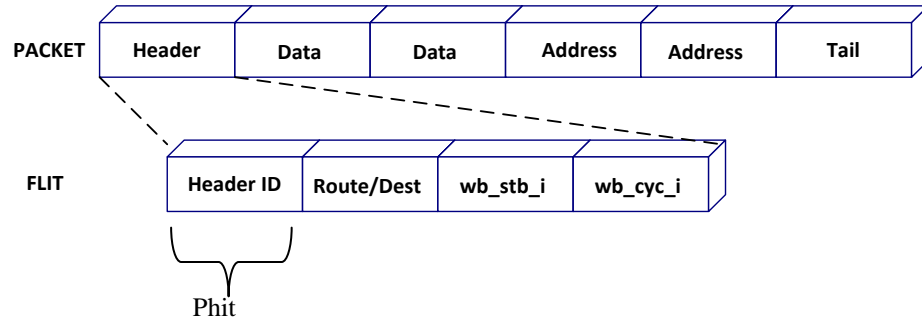 PACKET Header Data Data Address Address Tail
FLIT Header ID Route/Dest wb_stb_i wb_cyc_i
Phit